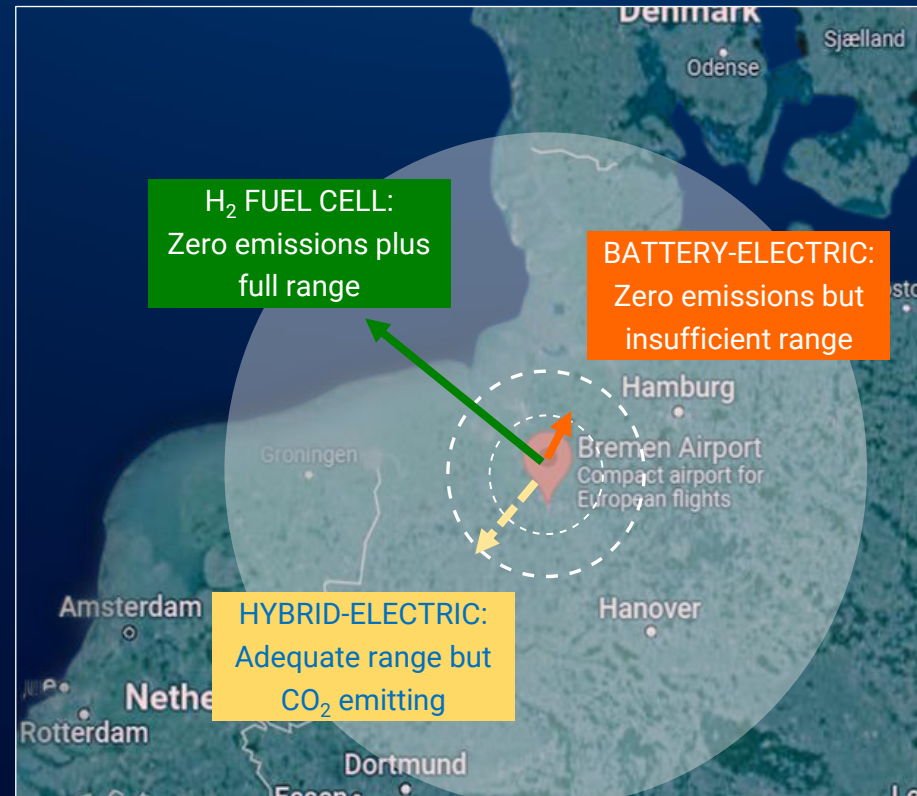 Denmark
Sjælland
Odense
H₂ FUEL CELL:
Zero emissions plus
full range
BATTERY-ELECTRIC:
Zero emissions but
insufficient range
Hamburg
Bremen Airport
Compact airport for
European flights
Groningen
Amsterdam
HYBRID-ELECTRIC:
Adequate range but
CO₂ emitting
Hanover
Rotterdam
Dortmund
Essen